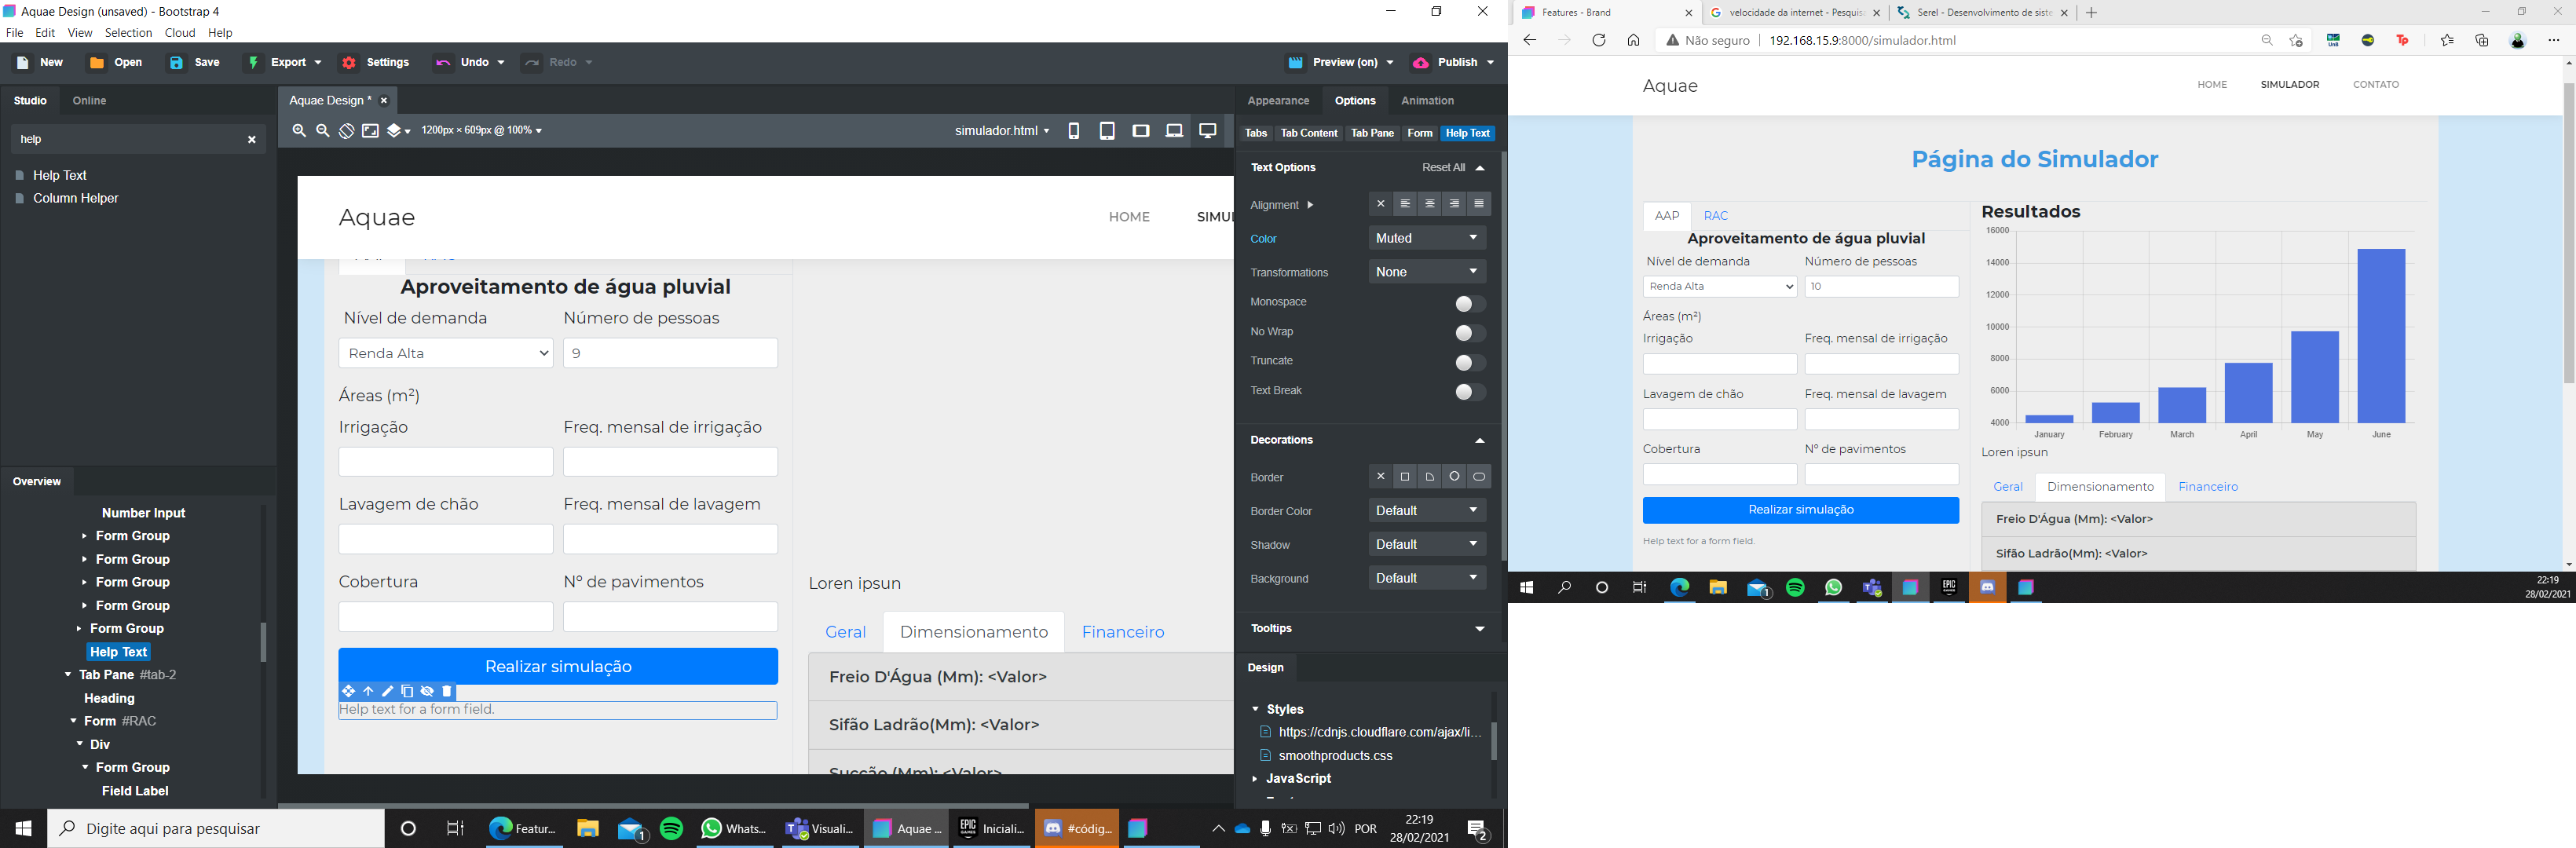 Aquae Design (unsaved) - Bootstrap 4
File Edit View Selection Cloud Help
New Open Save Export Settings Undo Redo Preview (on) Publish
Studio Online
help
Help Text
Column Helper
Overview
Number Input
Form Group
Form Group
Form Group
Form Group
Form Group
Help Text
Tab Pane #tab-2
Heading
Form #RAC
Div
Form Group
Field Label
Aquae Design *
1200px × 609px @ 100%
simulador.html
Aquae
HOME SIMUL
Aproveitamento de água pluvial
Nível de demanda Número de pessoas
Renda Alta 9
Áreas (m²)
Irrigação Freq. mensal de irrigação
Lavagem de chão Freq. mensal de lavagem
Cobertura Nº de pavimentos
Realizar simulação
Help text for a form field.
Loren ipsun
Geral Dimensionamento Financeiro
Freio D'Água (Mm): <Valor>
Sifão Ladrão(Mm): <Valor>
Sucção (Mm): <Valor>
Appearance Options Animation
Tabs Tab Content Tab Pane Form Help Text
Text Options Reset All
Alignment
Color Muted
Transformations None
Monospace
No Wrap
Truncate
Text Break
Decorations
Border
Border Color Default
Shadow Default
Background Default
Tooltips
Design
Styles
https://cdnjs.cloudflare.com/ajax/li...
smoothproducts.css
JavaScript
Digite aqui para pesquisar
Featur... 1 Whats... Visuali... Aquae ... EPIC GAMES Iniciali... #códig...
POR
22:19
28/02/2021
2
Features - Brand
velocidade da internet - Pesquis
Serel - Desenvolvimento de siste
Não seguro 192.168.15.9:8000/simulador.html
Aquae
HOME SIMULADOR CONTATO
Página do Simulador
AAP RAC
Aproveitamento de água pluvial
Nível de demanda Número de pessoas
Renda Alta 10
Áreas (m²)
Irrigação Freq. mensal de irrigação
Lavagem de chão Freq. mensal de lavagem
Cobertura Nº de pavimentos
Realizar simulação
Help text for a form field.
Resultados
16000
14000
12000
10000
8000
6000
4000
January February March April May June
Loren ipsun
Geral Dimensionamento Financeiro
Freio D'Água (Mm): <Valor>
Sifão Ladrão(Mm): <Valor>
1
EPIC GAMES
22:19
28/02/2021